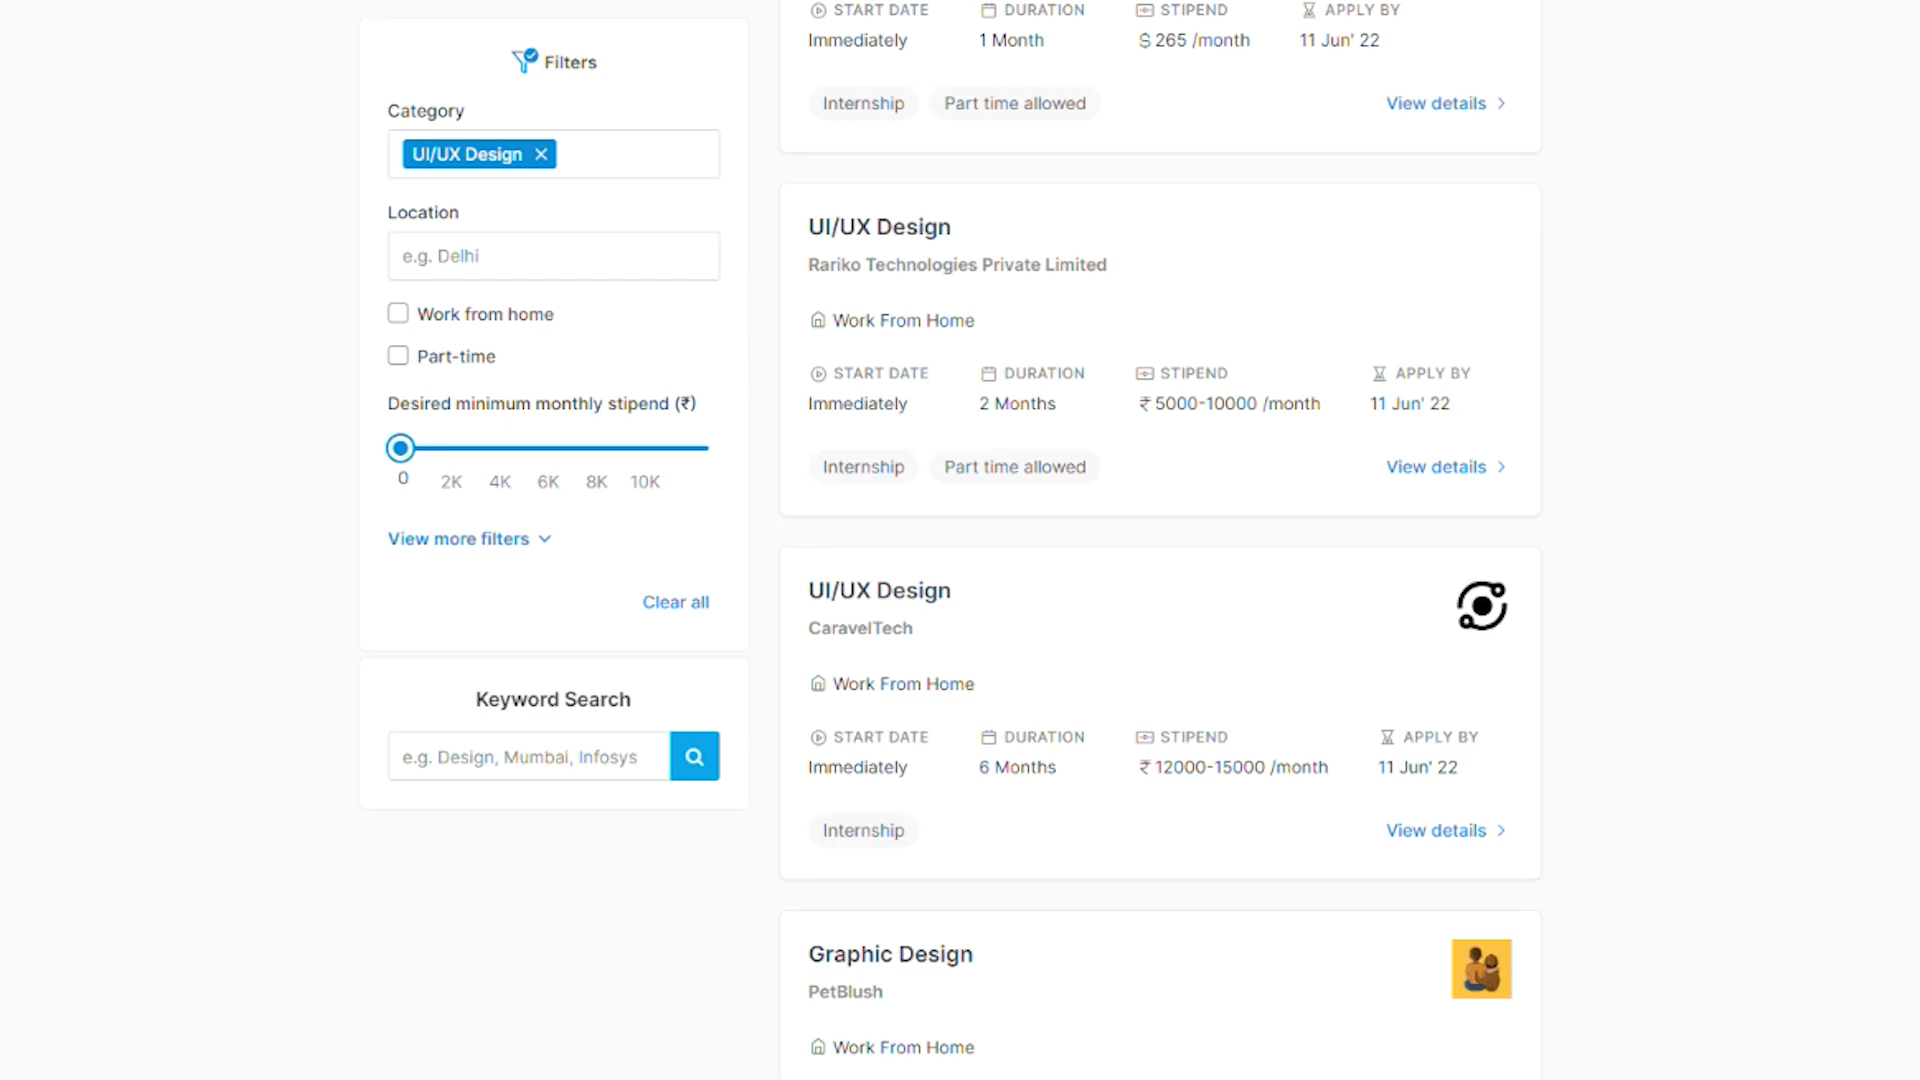 Filters
Category
UI/UX Design
Location
e.g. Delhi
Work from home
Part-time
Desired minimum monthly stipend (₹)
0 2K 4K 6K 8K 10K
View more filters
Clear all
Keyword Search
e.g. Design, Mumbai, Infosys
START DATE DURATION STIPEND APPLY BY
Immediately 1 Month $ 265 /month 11 Jun' 22
Internship Part time allowed View details
UI/UX Design
Rariko Technologies Private Limited
Work From Home
START DATE DURATION STIPEND APPLY BY
Immediately 2 Months ₹ 5000-10000 /month 11 Jun' 22
Internship Part time allowed View details
UI/UX Design
CaravelTech
Work From Home
START DATE DURATION STIPEND APPLY BY
Immediately 6 Months ₹ 12000-15000 /month 11 Jun' 22
Internship View details
Graphic Design
PetBlush
Work From Home